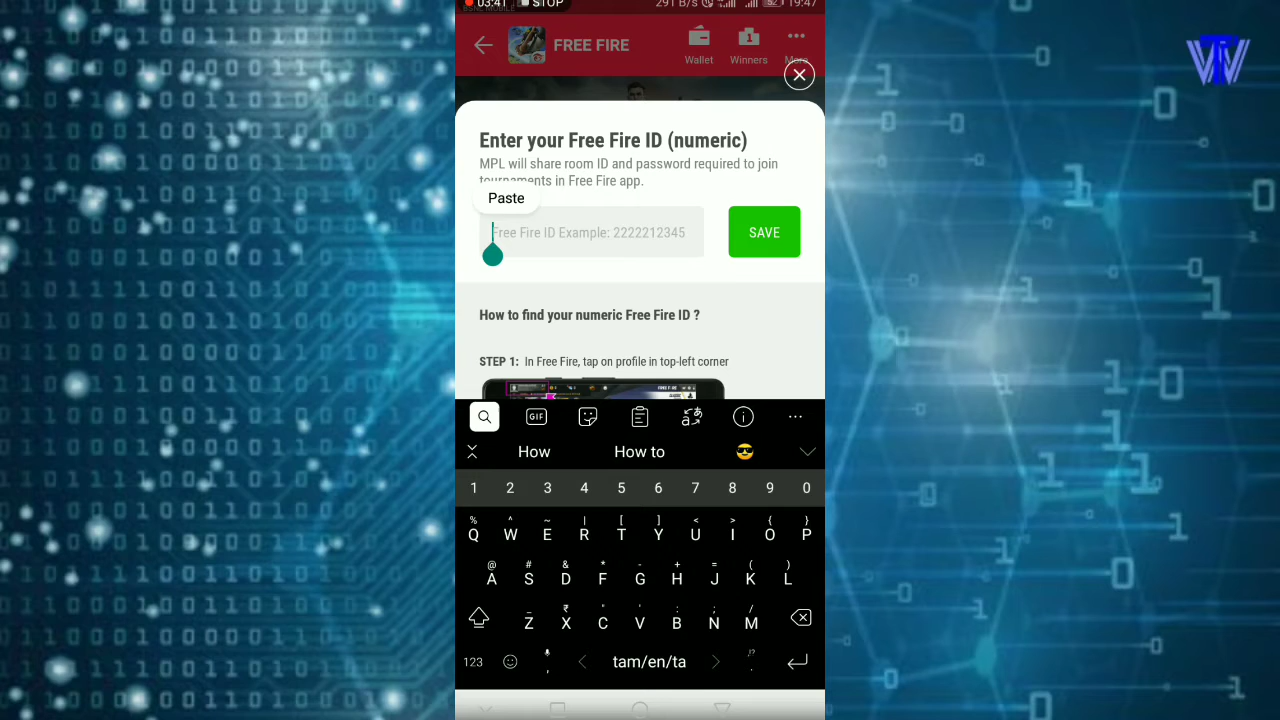 03:41 STOP 291 B/s 19:47
FREE FIRE
Wallet Winners More
Enter your Free Fire ID (numeric)
MPL will share room ID and password required to join
tournaments in Free Fire app.
Paste
Free Fire ID Example: 2222212345
SAVE
How to find your numeric Free Fire ID ?
STEP 1: In Free Fire, tap on profile in top-left corner
GIF
How How to
1 2 3 4 5 6 7 8 9 0
% ^ ~ | [ ] < > { }
Q W E R T Y U I O P
@ # & * - + = ( )
A S D F G H J K L
_ ₹ " ' : ; /
Z X C V B N M
123 , tam/en/ta !? .